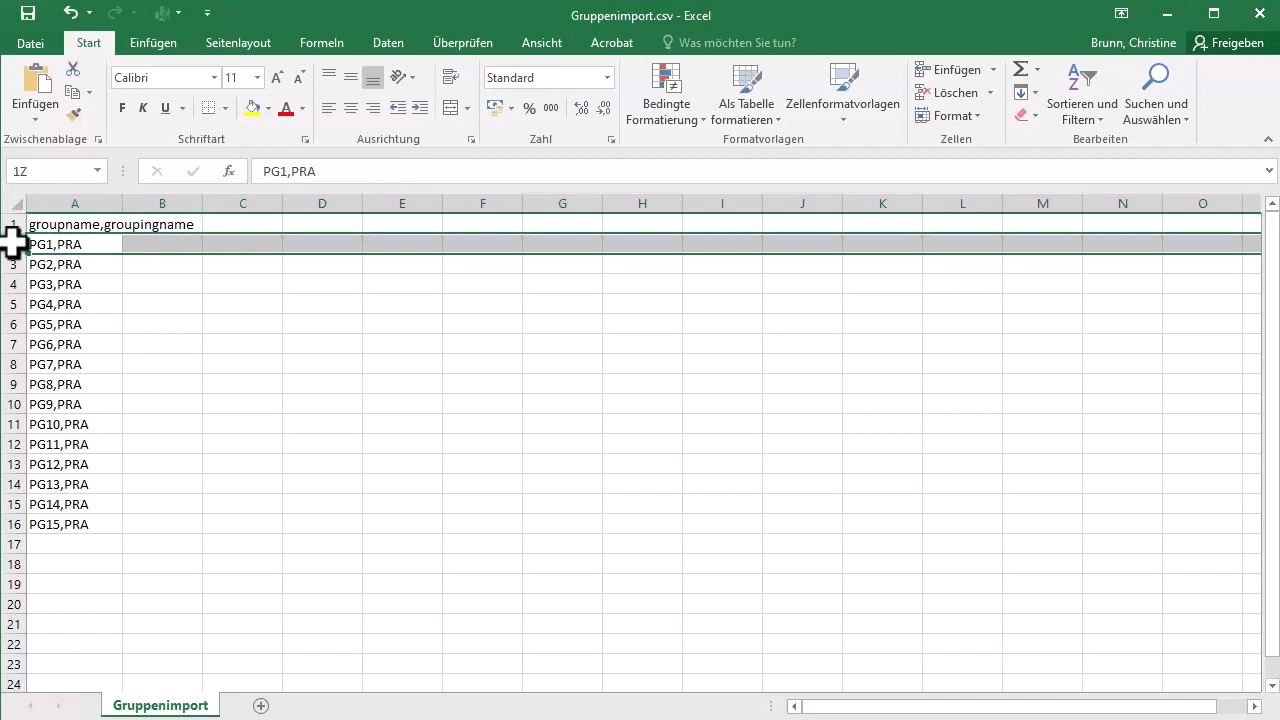 Gruppenimport.csv - Excel
Datei Start Einfügen Seitenlayout Formeln Daten Überprüfen Ansicht Acrobat Was möchten Sie tun? Brunn, Christine Freigeben
Calibri 11 Standard
Einfügen
F K U
% 000
Bedingte Formatierung
Als Tabelle formatieren
Zellenformatvorlagen
Einfügen
Löschen
Format
Sortieren und Filtern
Suchen und Auswählen
Zwischenablage Schriftart Ausrichtung Zahl Formatvorlagen Zellen Bearbeiten
1Z fx PG1,PRA
A B C D E F G H I J K L M N O
1 groupname,groupingname
PG1,PRA
3 PG2,PRA
4 PG3,PRA
5 PG4,PRA
6 PG5,PRA
7 PG6,PRA
8 PG7,PRA
9 PG8,PRA
10 PG9,PRA
11 PG10,PRA
12 PG11,PRA
13 PG12,PRA
14 PG13,PRA
15 PG14,PRA
16 PG15,PRA
17
18
19
20
21
22
23
24
Gruppenimport